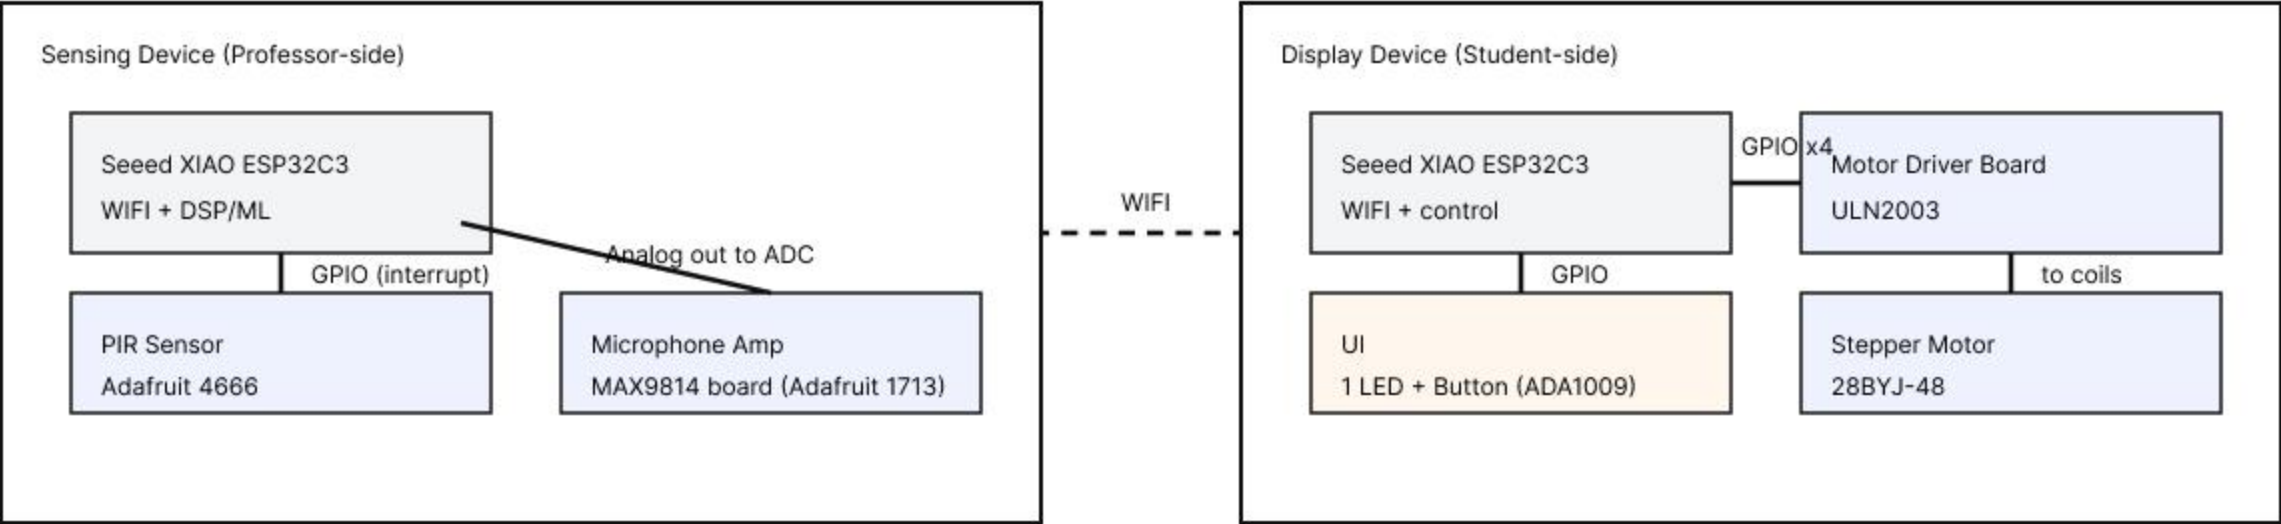 Sensing Device (Professor-side)
Seeed XIAO ESP32C3
WIFI + DSP/ML
Analog out to ADC
GPIO (interrupt)
PIR Sensor
Adafruit 4666
Microphone Amp
MAX9814 board (Adafruit 1713)
WIFI
Display Device (Student-side)
Seeed XIAO ESP32C3
WIFI + control
GPIO x4
Motor Driver Board
ULN2003
GPIO
to coils
UI
1 LED + Button (ADA1009)
Stepper Motor
28BYJ-48